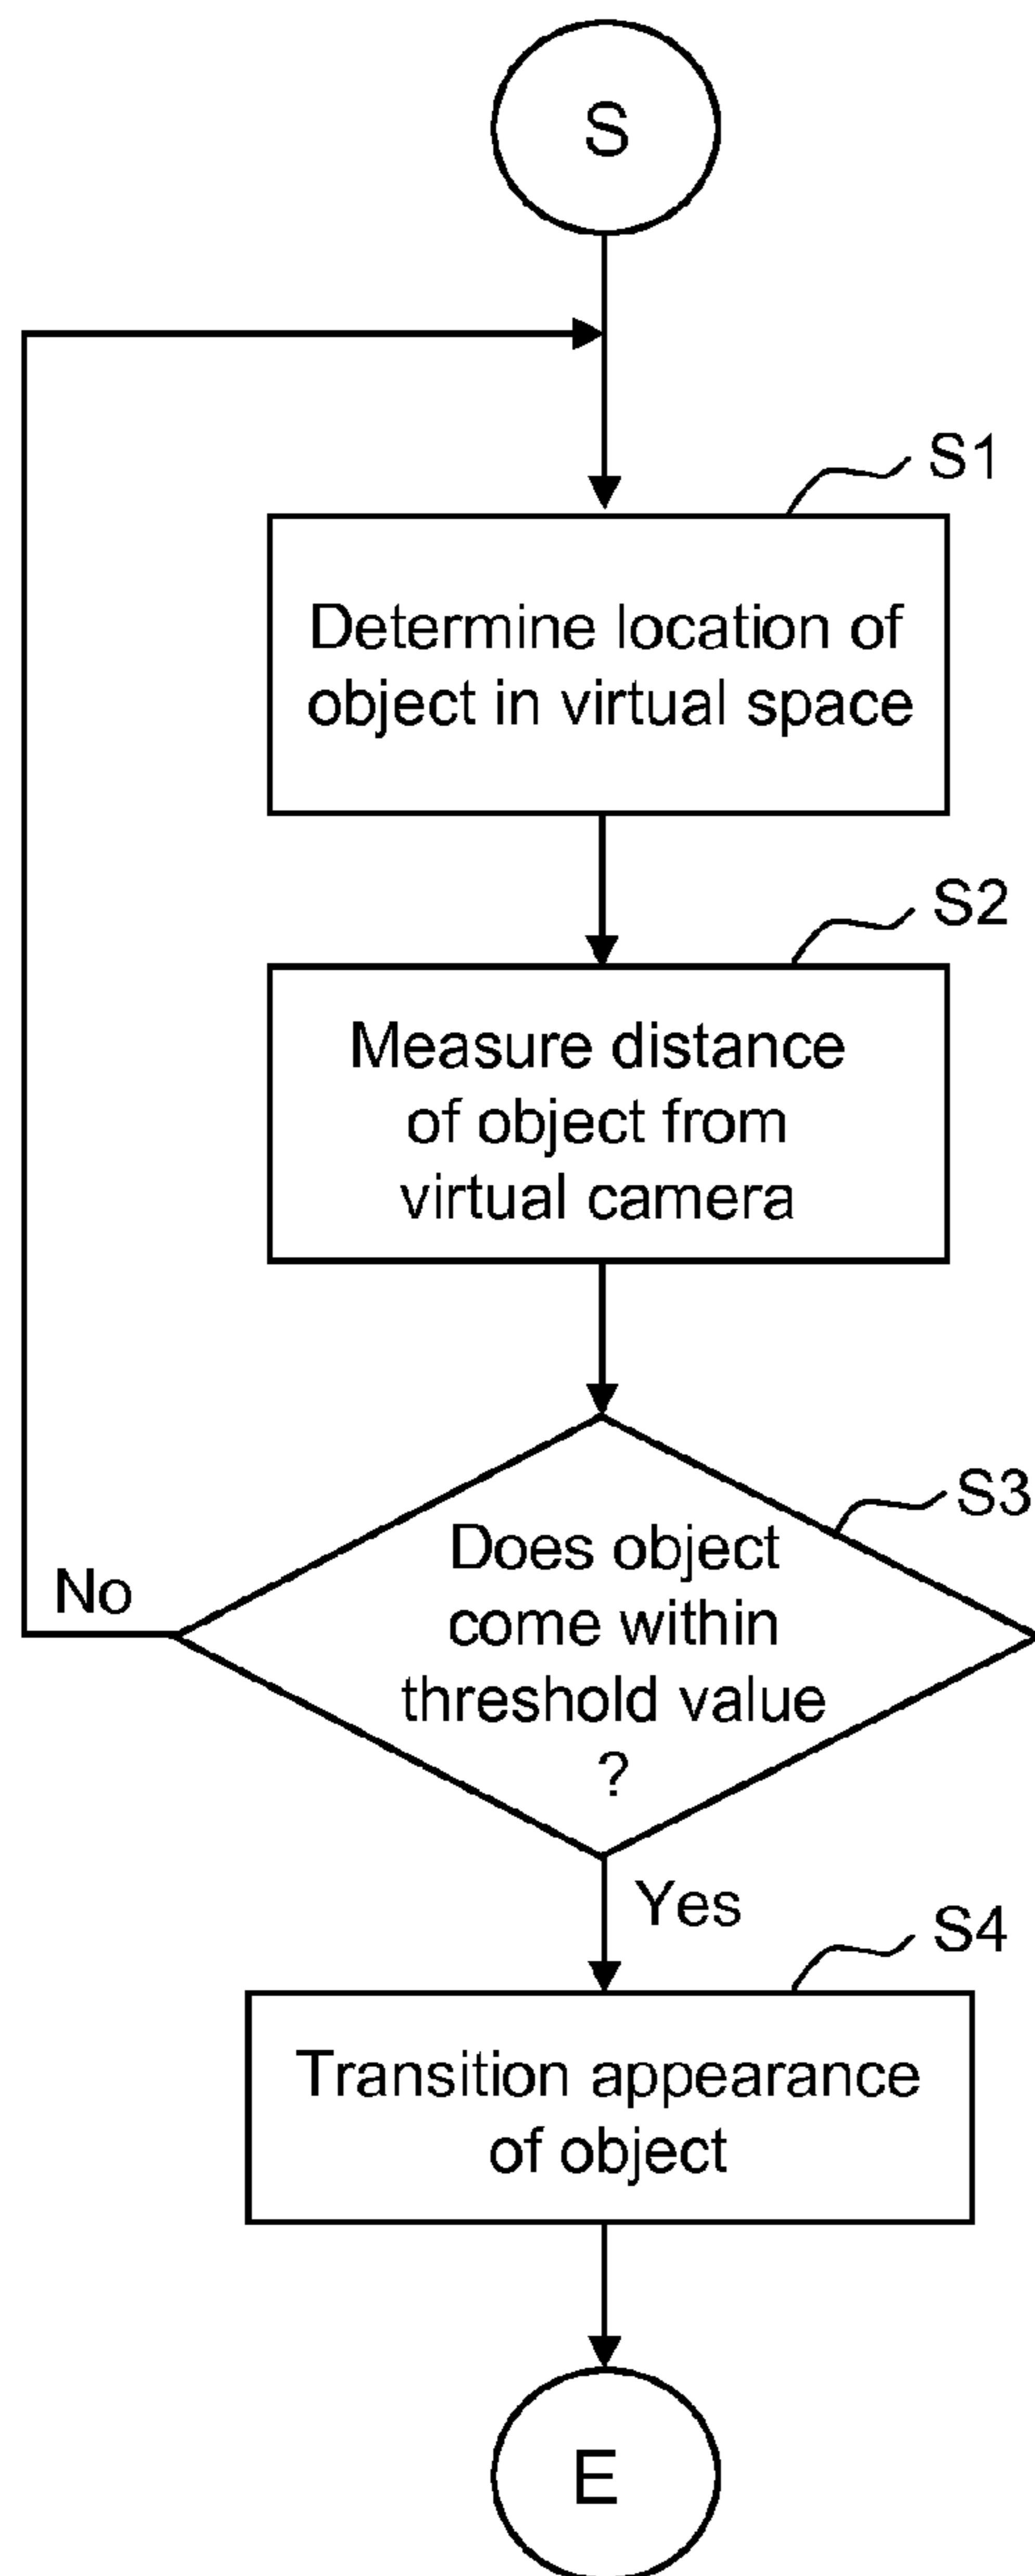 S
S1
Determine location of
object in virtual space
S2
Measure distance
of object from
virtual camera
S3
Does object
come within
threshold value
?
No
Yes
S4
Transition appearance
of object
E